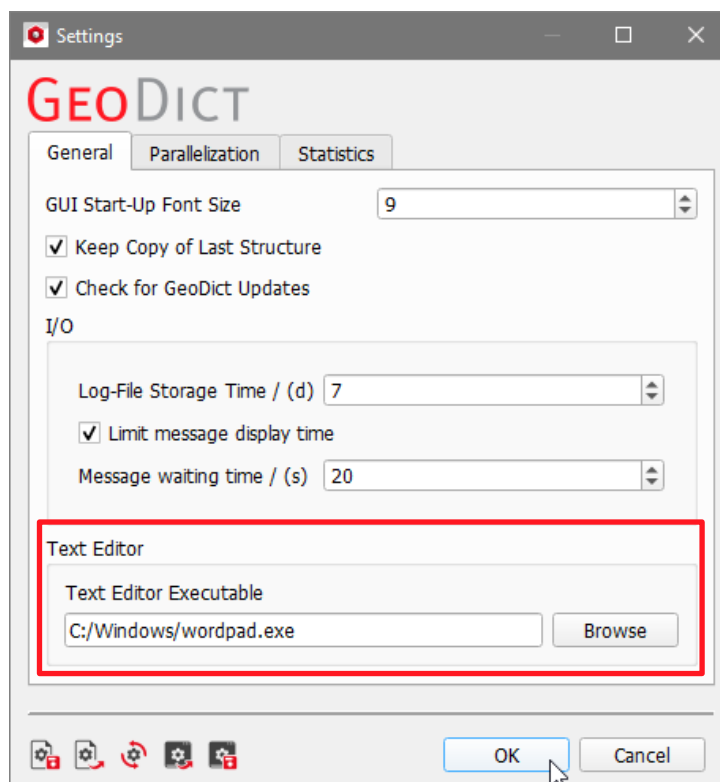 Settings
GEODICT
General Parallelization Statistics
GUI Start-Up Font Size 9
Keep Copy of Last Structure
Check for GeoDict Updates
I/O
Log-File Storage Time / (d) 7
Limit message display time
Message waiting time / (s) 20
Text Editor
Text Editor Executable
C:/Windows/wordpad.exe Browse
OK Cancel